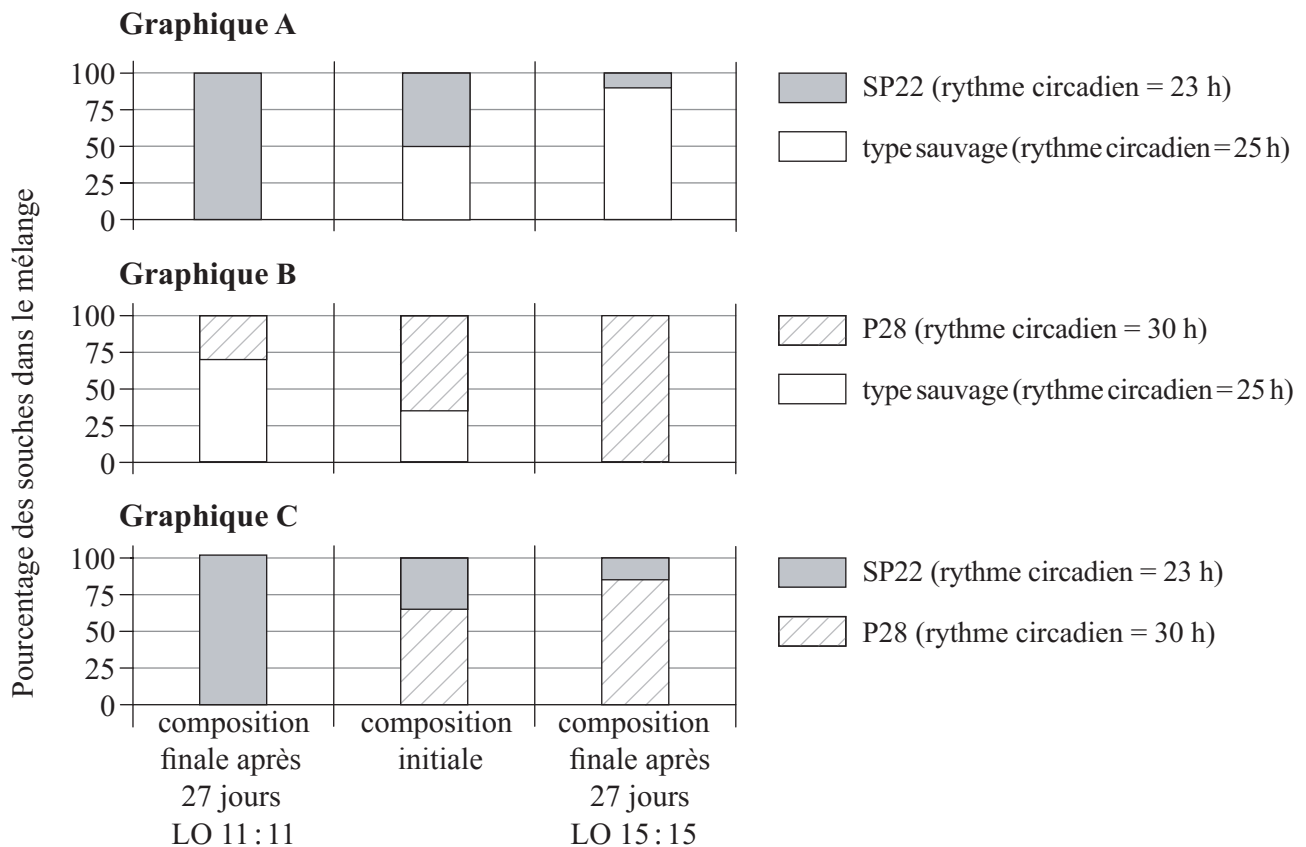 Pourcentage des souches dans le mélange
Graphique A
100
75
50
25
0
SP22 (rythme circadien = 23 h)
type sauvage (rythme circadien = 25 h)
Graphique B
100
75
50
25
0
P28 (rythme circadien = 30 h)
type sauvage (rythme circadien = 25 h)
Graphique C
100
75
50
25
0
SP22 (rythme circadien = 23 h)
P28 (rythme circadien = 30 h)
composition
finale après
27 jours
LO 11 : 11
composition
initiale
composition
finale après
27 jours
LO 15 : 15